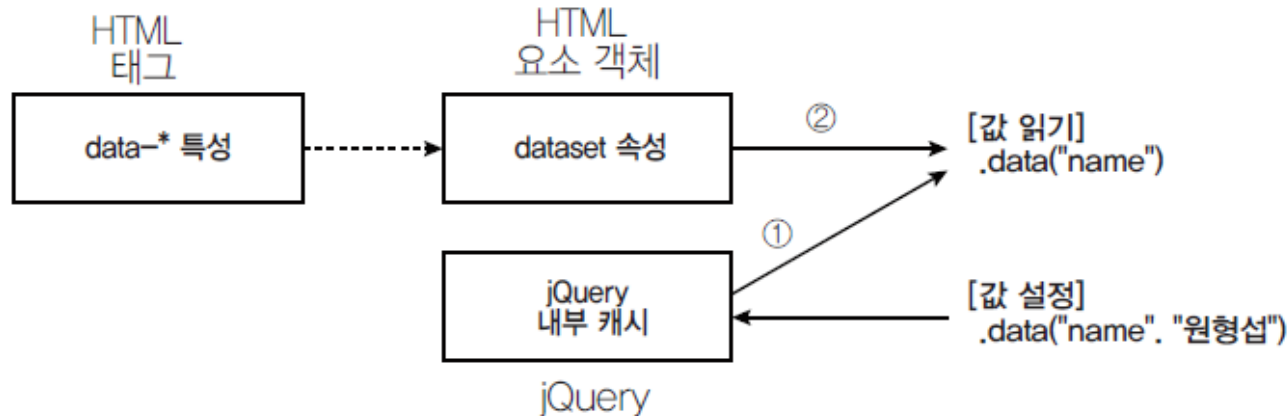 HTML
태그
HTML
요소 객체
data-* 특성
dataset 속성
②
[값 읽기]
.data("name")
①
jQuery
내부 캐시
[값 설정]
.data("name". "원형섭")
jQuery